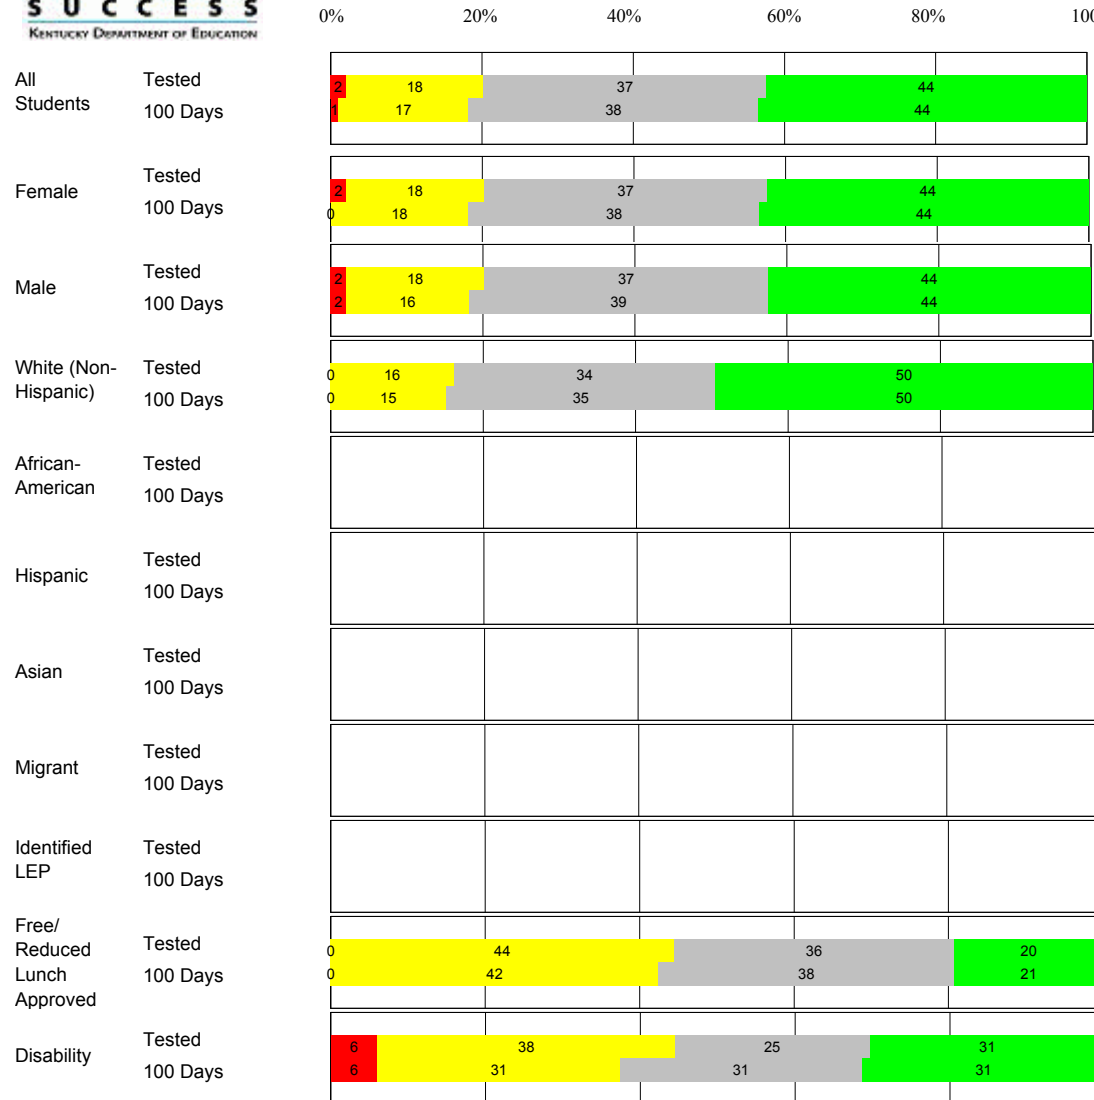 SUCCESS
KENTUCKY DEPARTMENT OF EDUCATION
0% 20% 40% 60% 80% 100
All Students Tested 2 18 37 44
100 Days 1 17 38 44
Female Tested 2 18 37 44
100 Days 0 18 38 44
Male Tested 2 18 37 44
100 Days 2 16 39 44
White (Non-Hispanic) Tested 0 16 34 50
100 Days 0 15 35 50
African-American Tested
100 Days
Hispanic Tested
100 Days
Asian Tested
100 Days
Migrant Tested
100 Days
Identified LEP Tested
100 Days
Free/ Reduced Lunch Approved Tested 0 44 36 20
100 Days 0 42 38 21
Disability Tested 6 38 25 31
100 Days 6 31 31 31